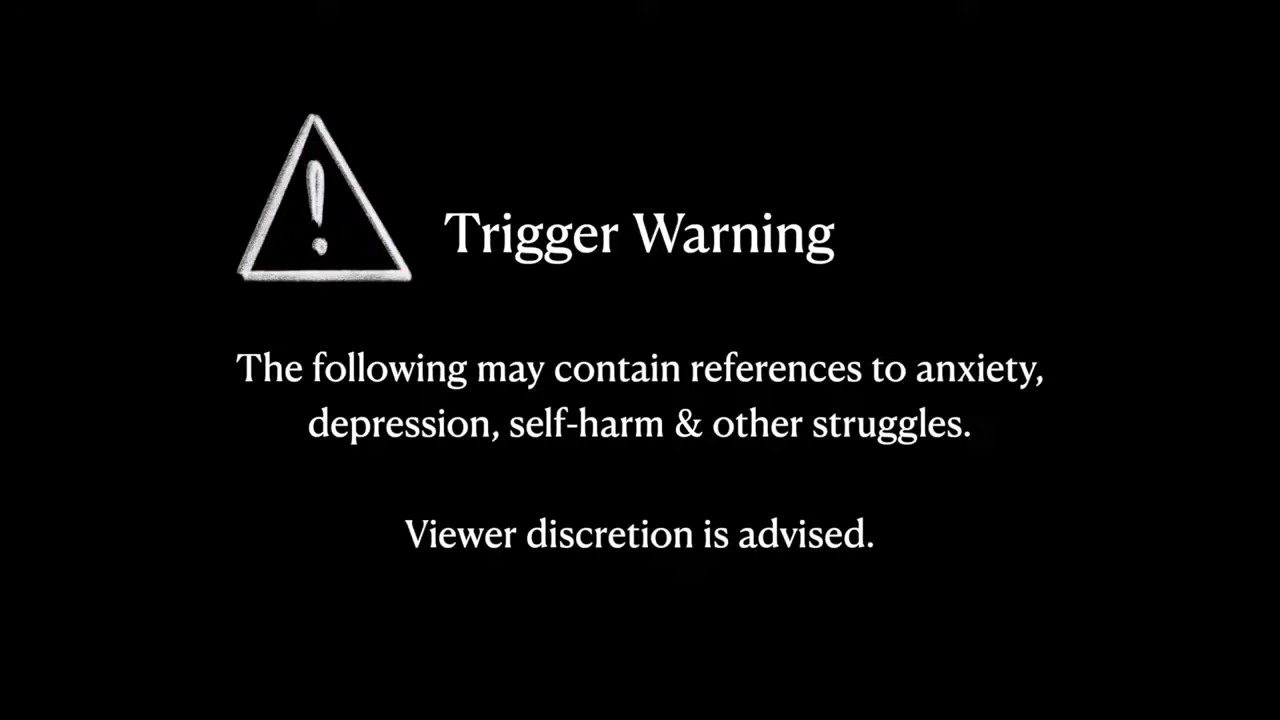 Trigger Warning
The following may contain references to anxiety,
depression, self-harm & other struggles.
Viewer discretion is advised.